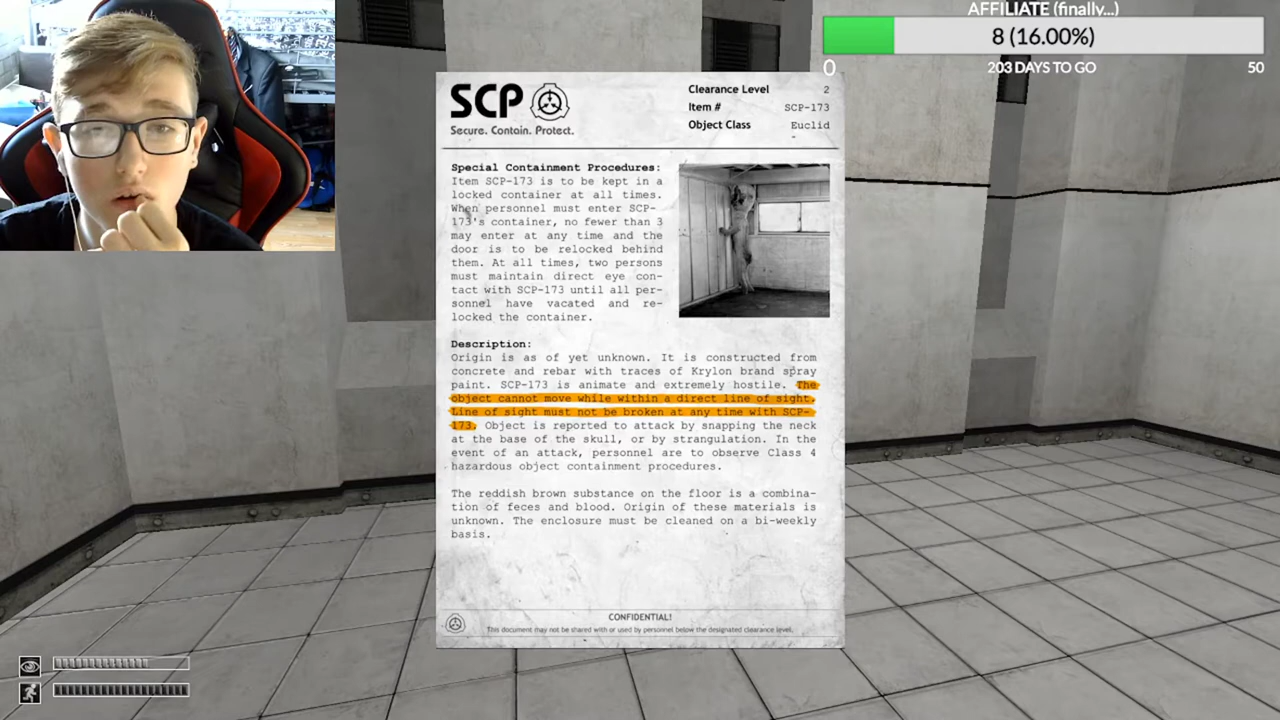 AFFILIATE (finally...)
8 (16.00%)
0
203 DAYS TO GO
50
SCP
Secure. Contain. Protect.
Clearance Level 2
Item # SCP-173
Object Class Euclid
-
Special Containment Procedures:
Item SCP-173 is to be kept in a
locked container at all times.
When personnel must enter SCP-
173's container, no fewer than 3
may enter at any time and the
door is to be relocked behind
them. At all times, two persons
must maintain direct eye con-
tact with SCP-173 until all per-
sonnel have vacated and re-
locked the container.
Description:
Origin is as of yet unknown. It is constructed from
concrete and rebar with traces of Krylon brand spray
paint. SCP-173 is animate and extremely hostile. The
object cannot move while within a direct line of sight.
Line of sight must not be broken at any time with SCP-
173. Object is reported to attack by snapping the neck
at the base of the skull, or by strangulation. In the
event of an attack, personnel are to observe Class 4
hazardous object containment procedures.
The reddish brown substance on the floor is a combina-
tion of feces and blood. Origin of these materials is
unknown. The enclosure must be cleaned on a bi-weekly
basis.
CONFIDENTIAL!
This document may not be shared with or used by personnel below the designated clearance level.